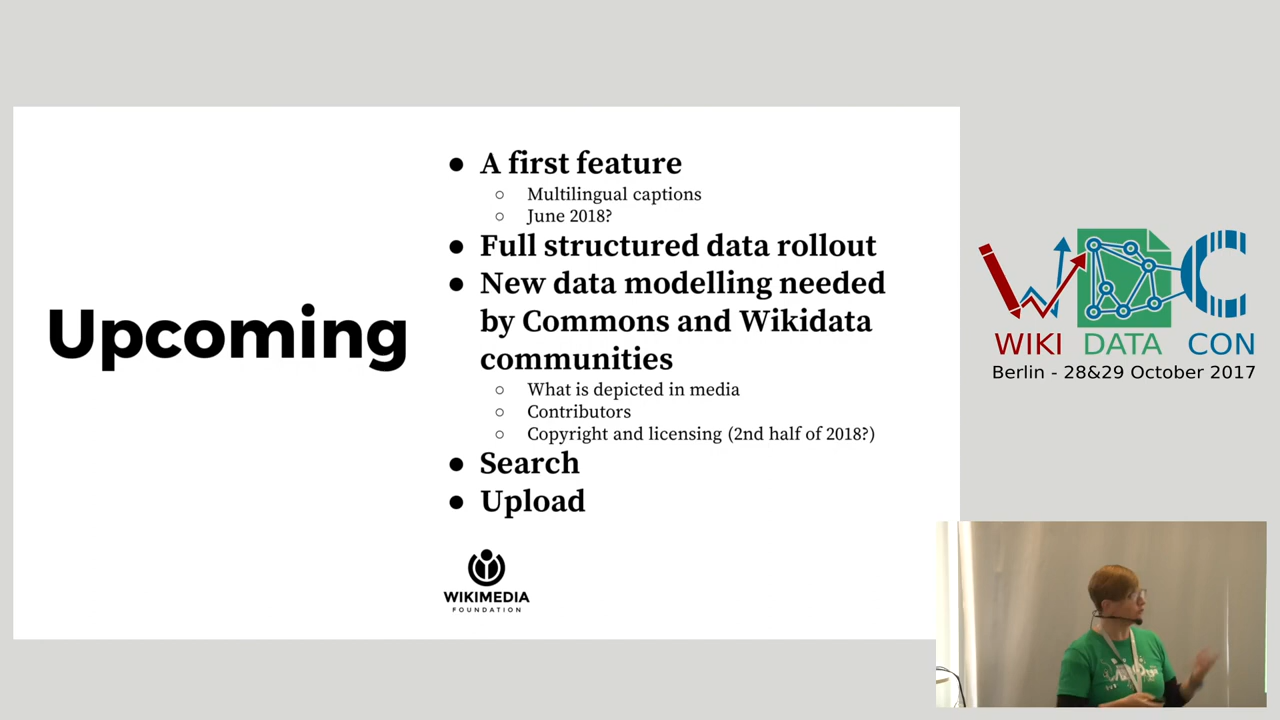 Upcoming
● A first feature
○ Multilingual captions
○ June 2018?
● Full structured data rollout
● New data modelling needed
by Commons and Wikidata
communities
○ What is depicted in media
○ Contributors
○ Copyright and licensing (2nd half of 2018?)
● Search
● Upload
WIKIMEDIA
FOUNDATION
WIKI DATA CON
Berlin - 28&29 October 2017